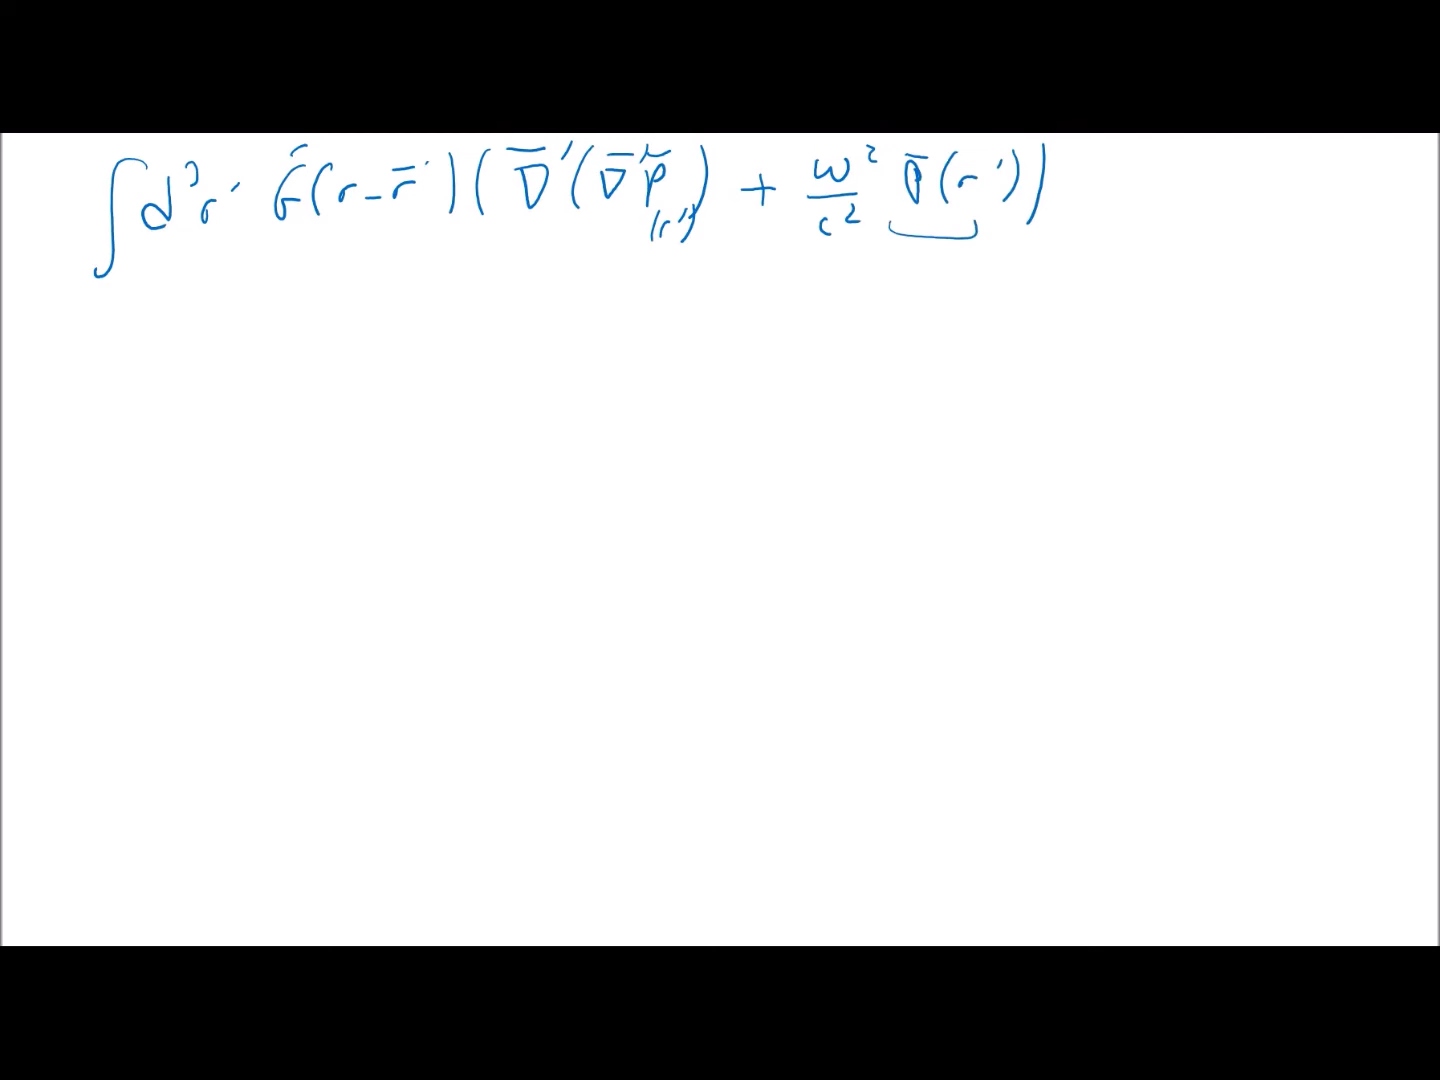 ∫d³r′ G̃(r-r̄′)(∇̄′(∇̄P̃(r′)) + ω²/c² P̄(r′))